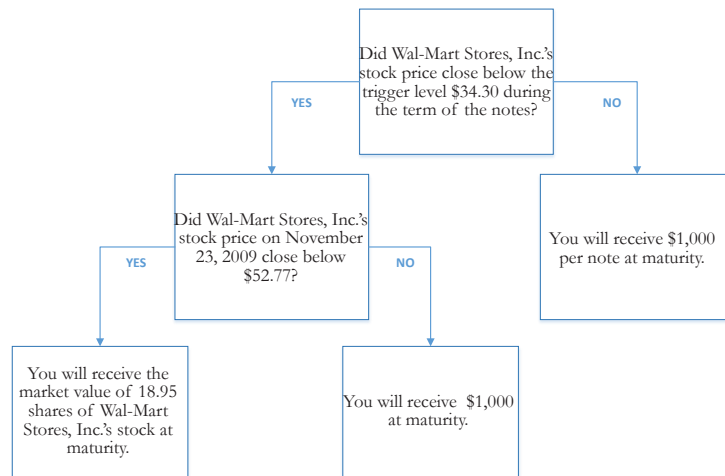 Did Wal-Mart Stores, Inc.'s
stock price close below the
trigger level $34.30 during
the term of the notes?
YES
NO
Did Wal-Mart Stores, Inc.'s
stock price on November
23, 2009 close below
$52.77?
You will receive $1,000
per note at maturity.
YES
NO
You will receive the
market value of 18.95
shares of Wal-Mart
Stores, Inc.'s stock at
maturity.
You will receive $1,000
at maturity.